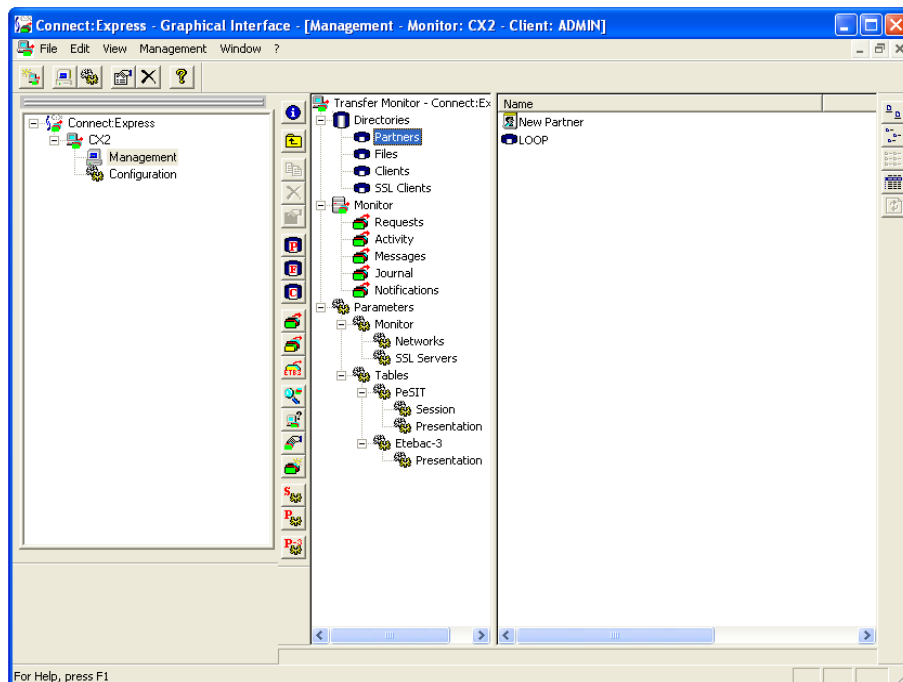 Connect:Express - Graphical Interface - [Management - Monitor: CX2 - Client: ADMIN]
File Edit View Management Window ?
Connect:Express
CX2
Management
Configuration
P
F
C
ETB3
S
P
P-3
Transfer Monitor - Connect:Ex
Directories
Partners
Files
Clients
SSL Clients
Monitor
Requests
Activity
Messages
Journal
Notifications
Parameters
Monitor
Networks
SSL Servers
Tables
PeSIT
Session
Presentation
Etebac-3
Presentation
Name
New Partner
LOOP
For Help, press F1